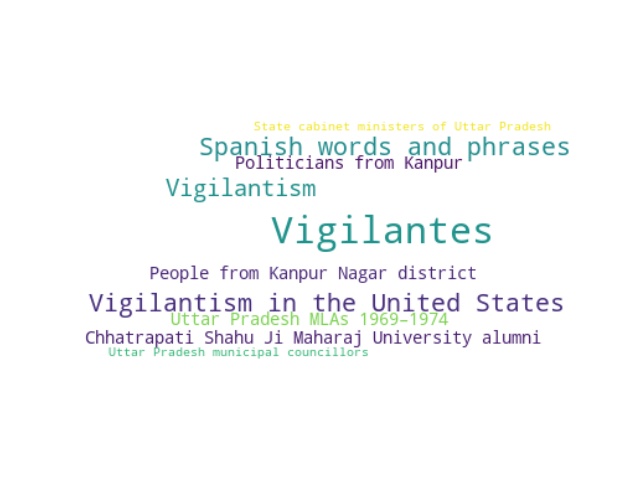 State cabinet ministers of Uttar Pradesh
Spanish words and phrases
Politicians from Kanpur
Vigilantism
Vigilantes
People from Kanpur Nagar district
Vigilantism in the United States
Uttar Pradesh MLAs 1969–1974
Chhatrapati Shahu Ji Maharaj University alumni
Uttar Pradesh municipal councillors